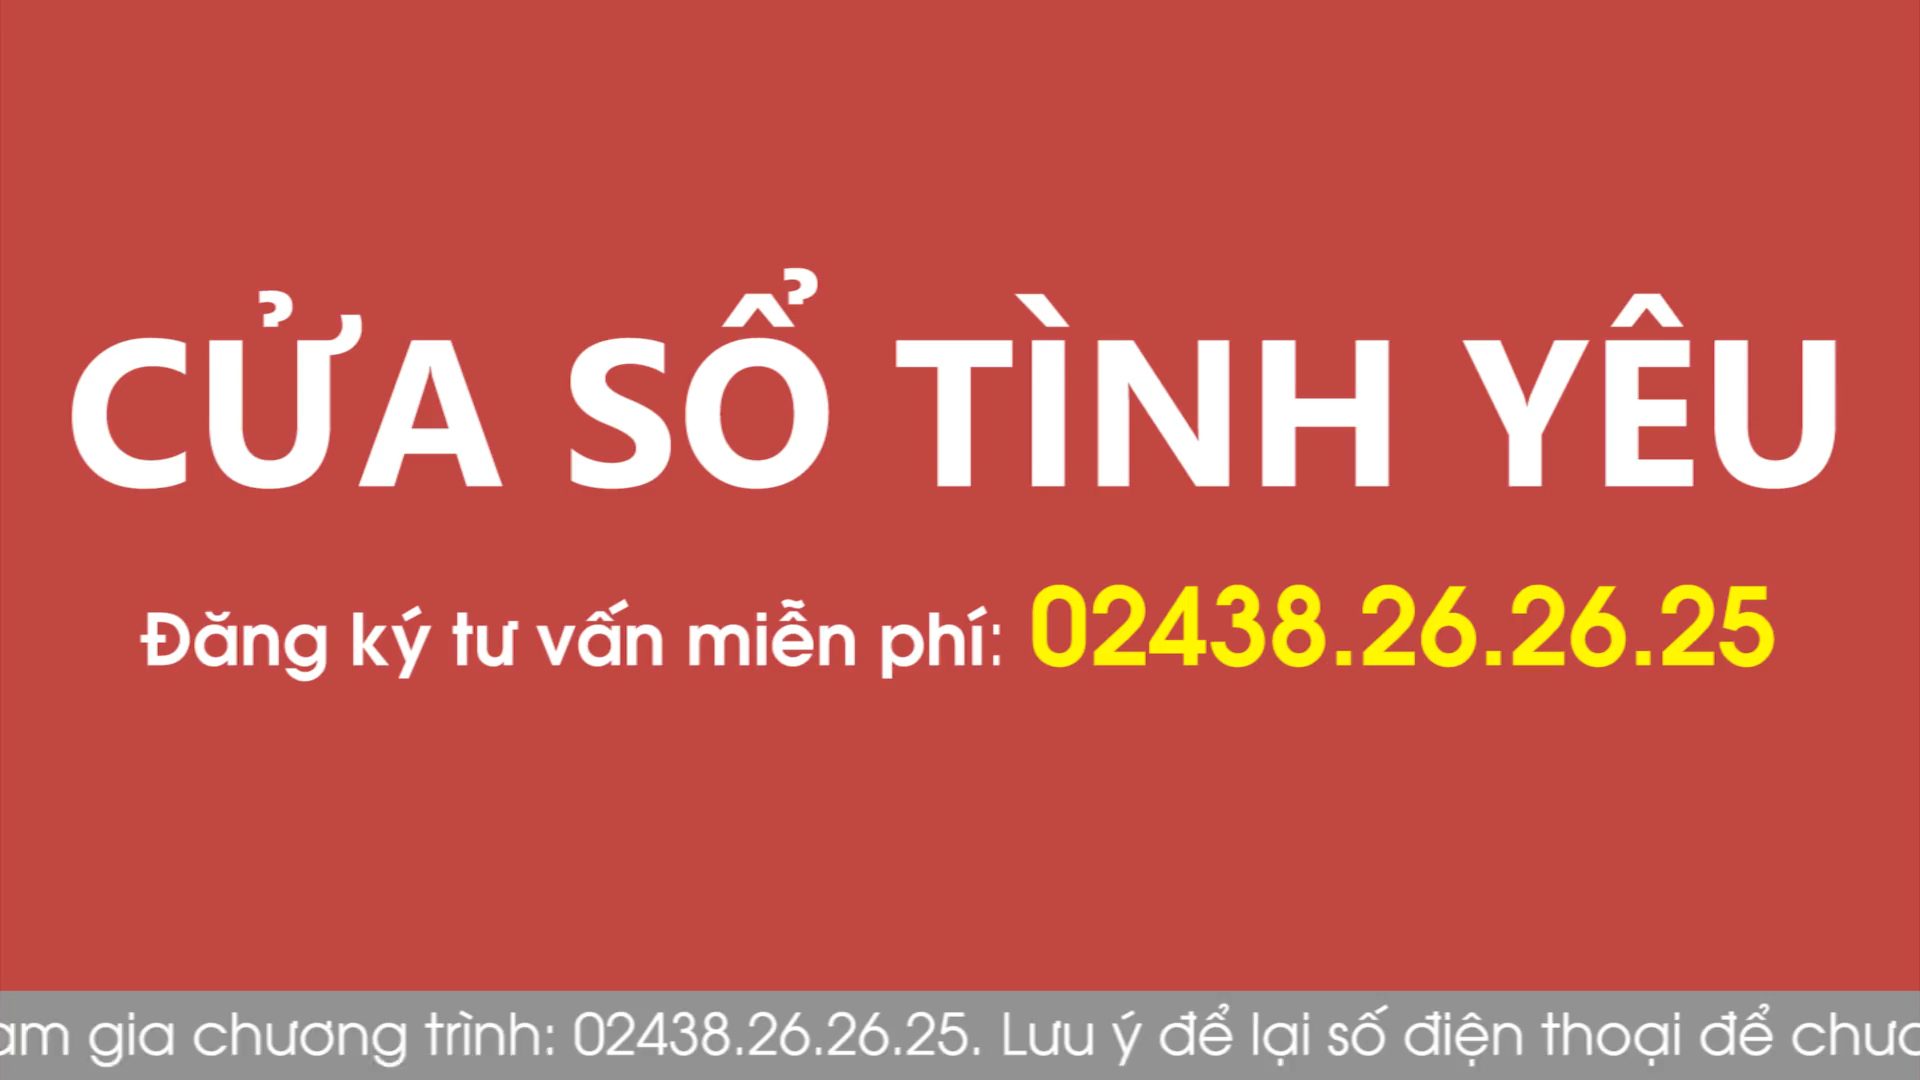 CỬA SỔ TÌNH YÊU
Đăng ký tư vấn miễn phí: 02438.26.26.25
gia chương trình: 02438.26.26.25. Lưu ý để lại số điện thoại để